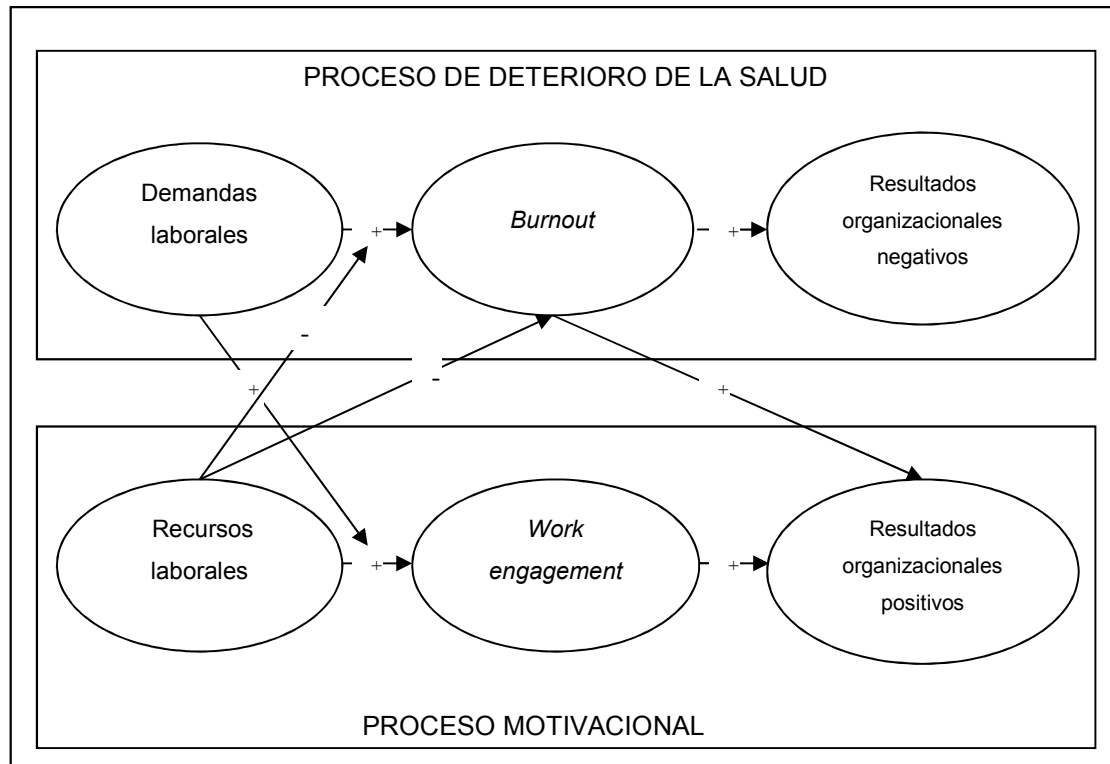 PROCESO DE DETERIORO DE LA SALUD
Demandas
laborales
+
Burnout
+
Resultados
organizacionales
negativos
-
-
+
+
Recursos
laborales
+
Work
engagement
+
Resultados
organizacionales
positivos
PROCESO MOTIVACIONAL